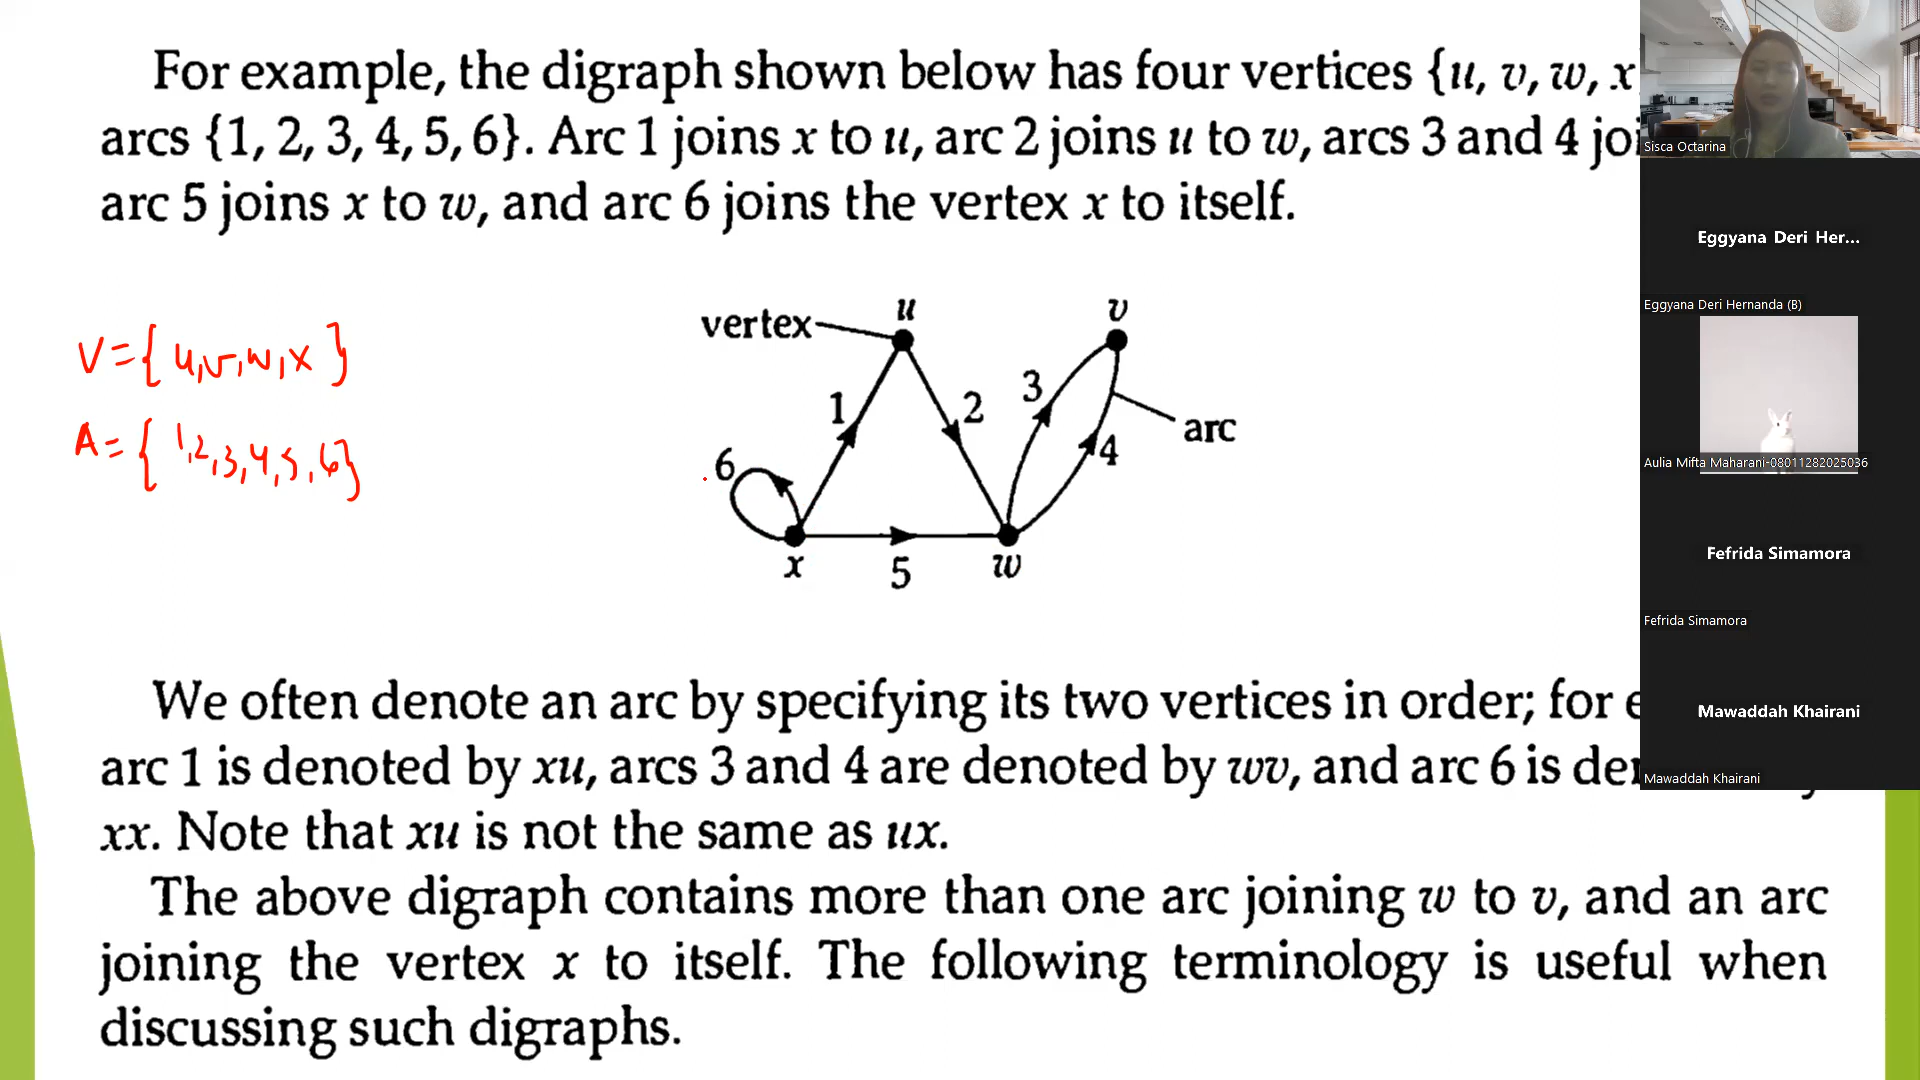 For example, the digraph shown below has four vertices {u, v, w, x
arcs {1, 2, 3, 4, 5, 6}. Arc 1 joins x to u, arc 2 joins u to w, arcs 3 and 4
arc 5 joins x to w, and arc 6 joins the vertex x to itself.
V = { u, v, w, x }
A = { 1, 2, 3, 4, 5, 6 }
vertex
u
v
1
2
3
4
arc
6
x
5
w
We often denote an arc by specifying its two vertices in order; for
arc 1 is denoted by xu, arcs 3 and 4 are denoted by wv, and arc 6 is
xx. Note that xu is not the same as ux.
The above digraph contains more than one arc joining w to v, and an arc
joining the vertex x to itself. The following terminology is useful when
discussing such digraphs.
Sisca Octarina
Eggyana Deri Her...
Eggyana Deri Hernanda (B)
Aulia Mifta Maharani-08011282025036
Fefrida Simamora
Fefrida Simamora
Mawaddah Khairani
Mawaddah Khairani